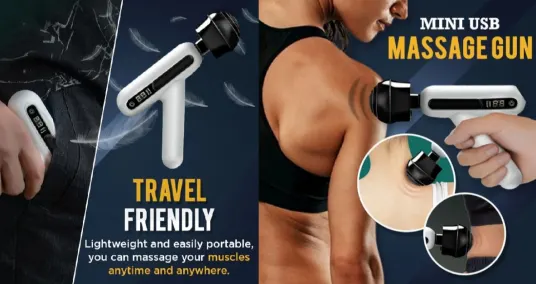 TRAVEL
FRIENDLY
Lightweight and easily portable,
you can massage your muscles
anytime and anywhere.
MINI USB
MASSAGE GUN